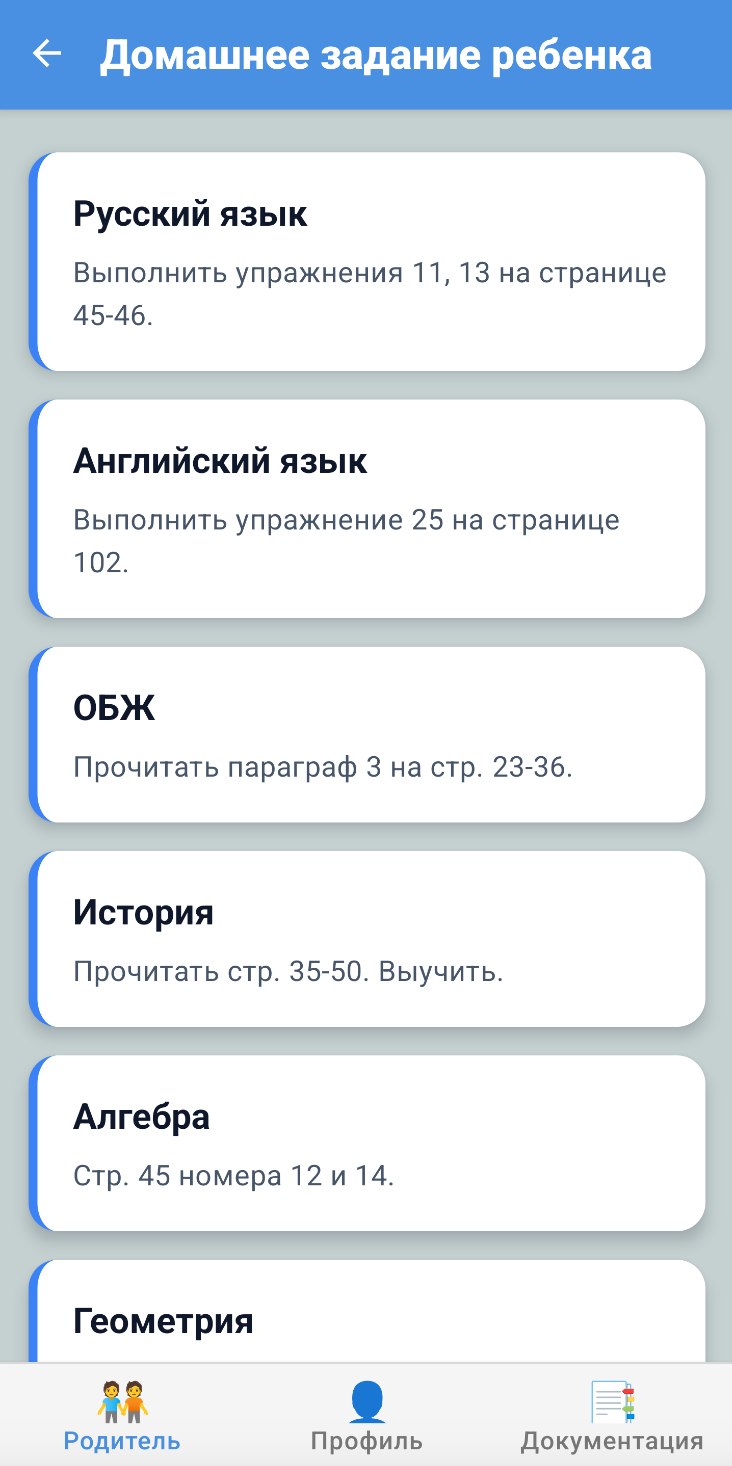 Домашнее задание ребенка
Русский язык
Выполнить упражнения 11, 13 на странице
45-46.
Английский язык
Выполнить упражнение 25 на странице
102.
ОБЖ
Прочитать параграф 3 на стр. 23-36.
История
Прочитать стр. 35-50. Выучить.
Алгебра
Стр. 45 номера 12 и 14.
Геометрия
Родитель
Профиль
Документация